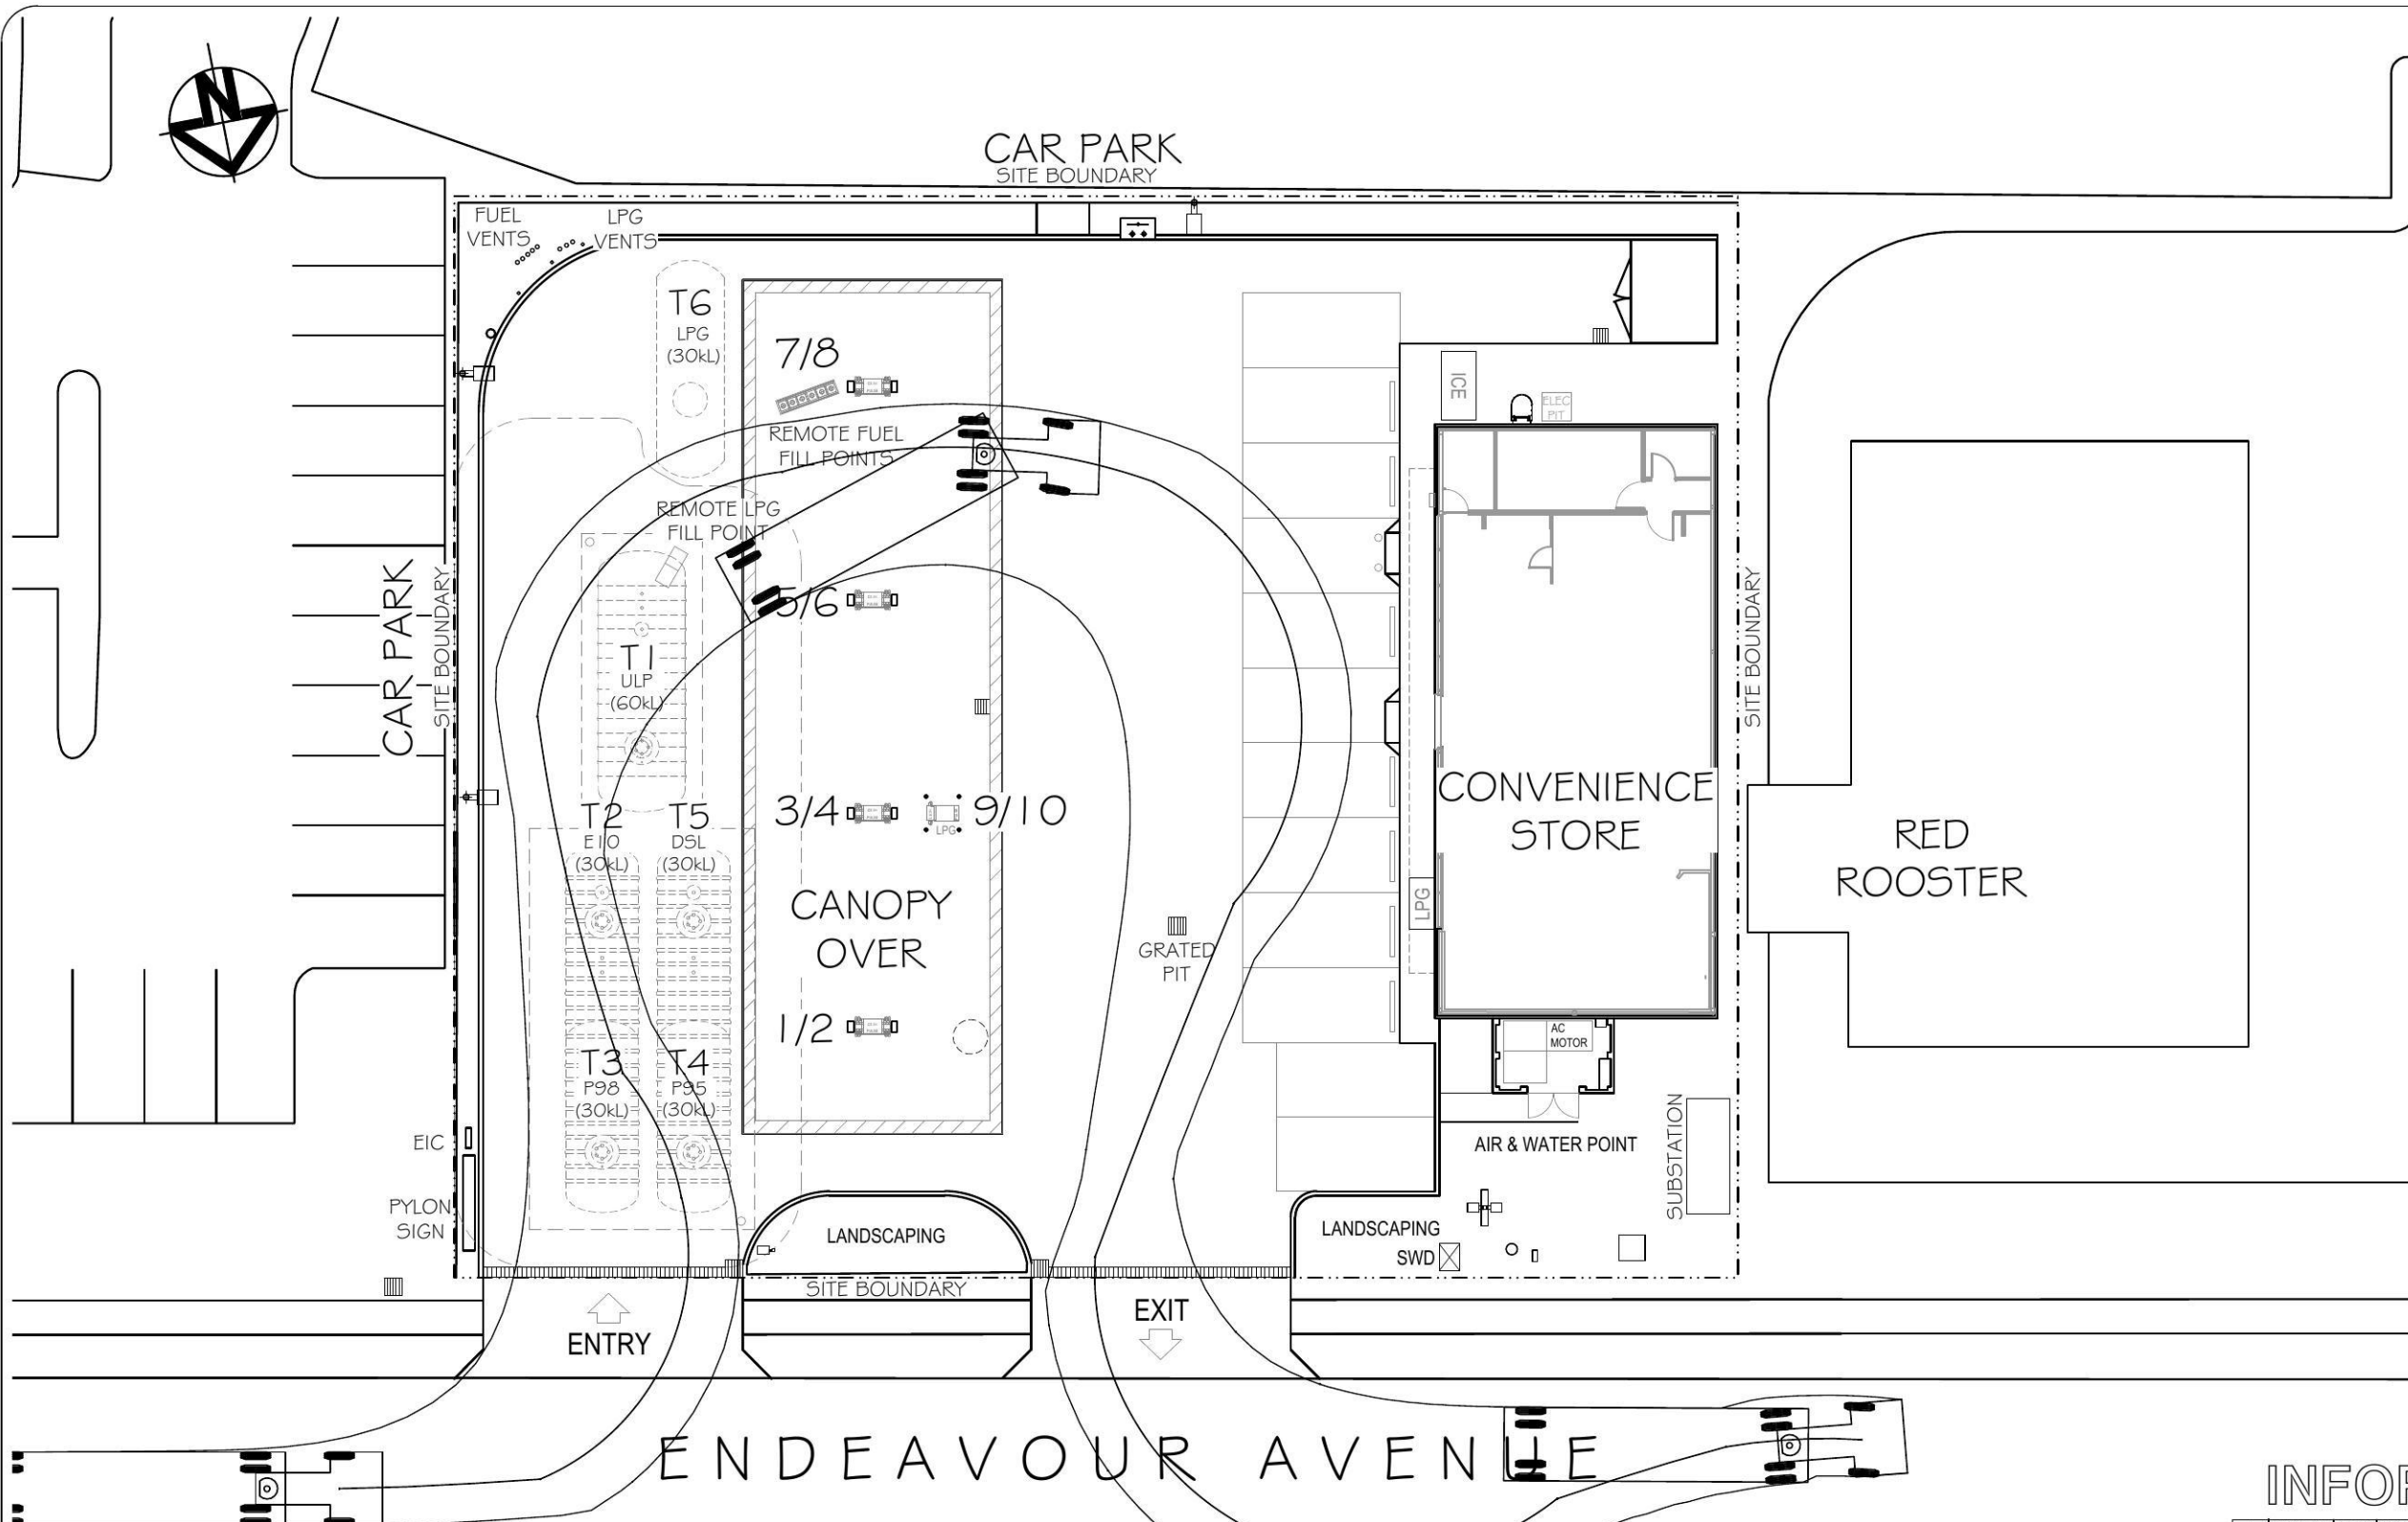 N
CAR PARK
SITE BOUNDARY
FUEL
VENTS
LPG
VENTS
T6
LPG
(30kL)
7/8
REMOTE FUEL
FILL POINTS
REMOTE LPG
FILL POINT
ICE
ELEC
PIT
CAR PARK
SITE BOUNDARY
5/6
T1
ULP
(60kL)
SITE BOUNDARY
T2
E10
(30kL)
T5
DSL
(30kL)
3/4
LPG
9/10
CONVENIENCE
STORE
RED
ROOSTER
CANOPY
OVER
LPG
GRATED
PIT
1/2
T3
P98
(30kL)
T4
P95
(30kL)
AC
MOTOR
EIC
AIR & WATER POINT
SUBSTATION
PYLON
SIGN
LANDSCAPING
LANDSCAPING
SWD
SITE BOUNDARY
ENTRY
EXIT
ENDEAVOUR AVENUE